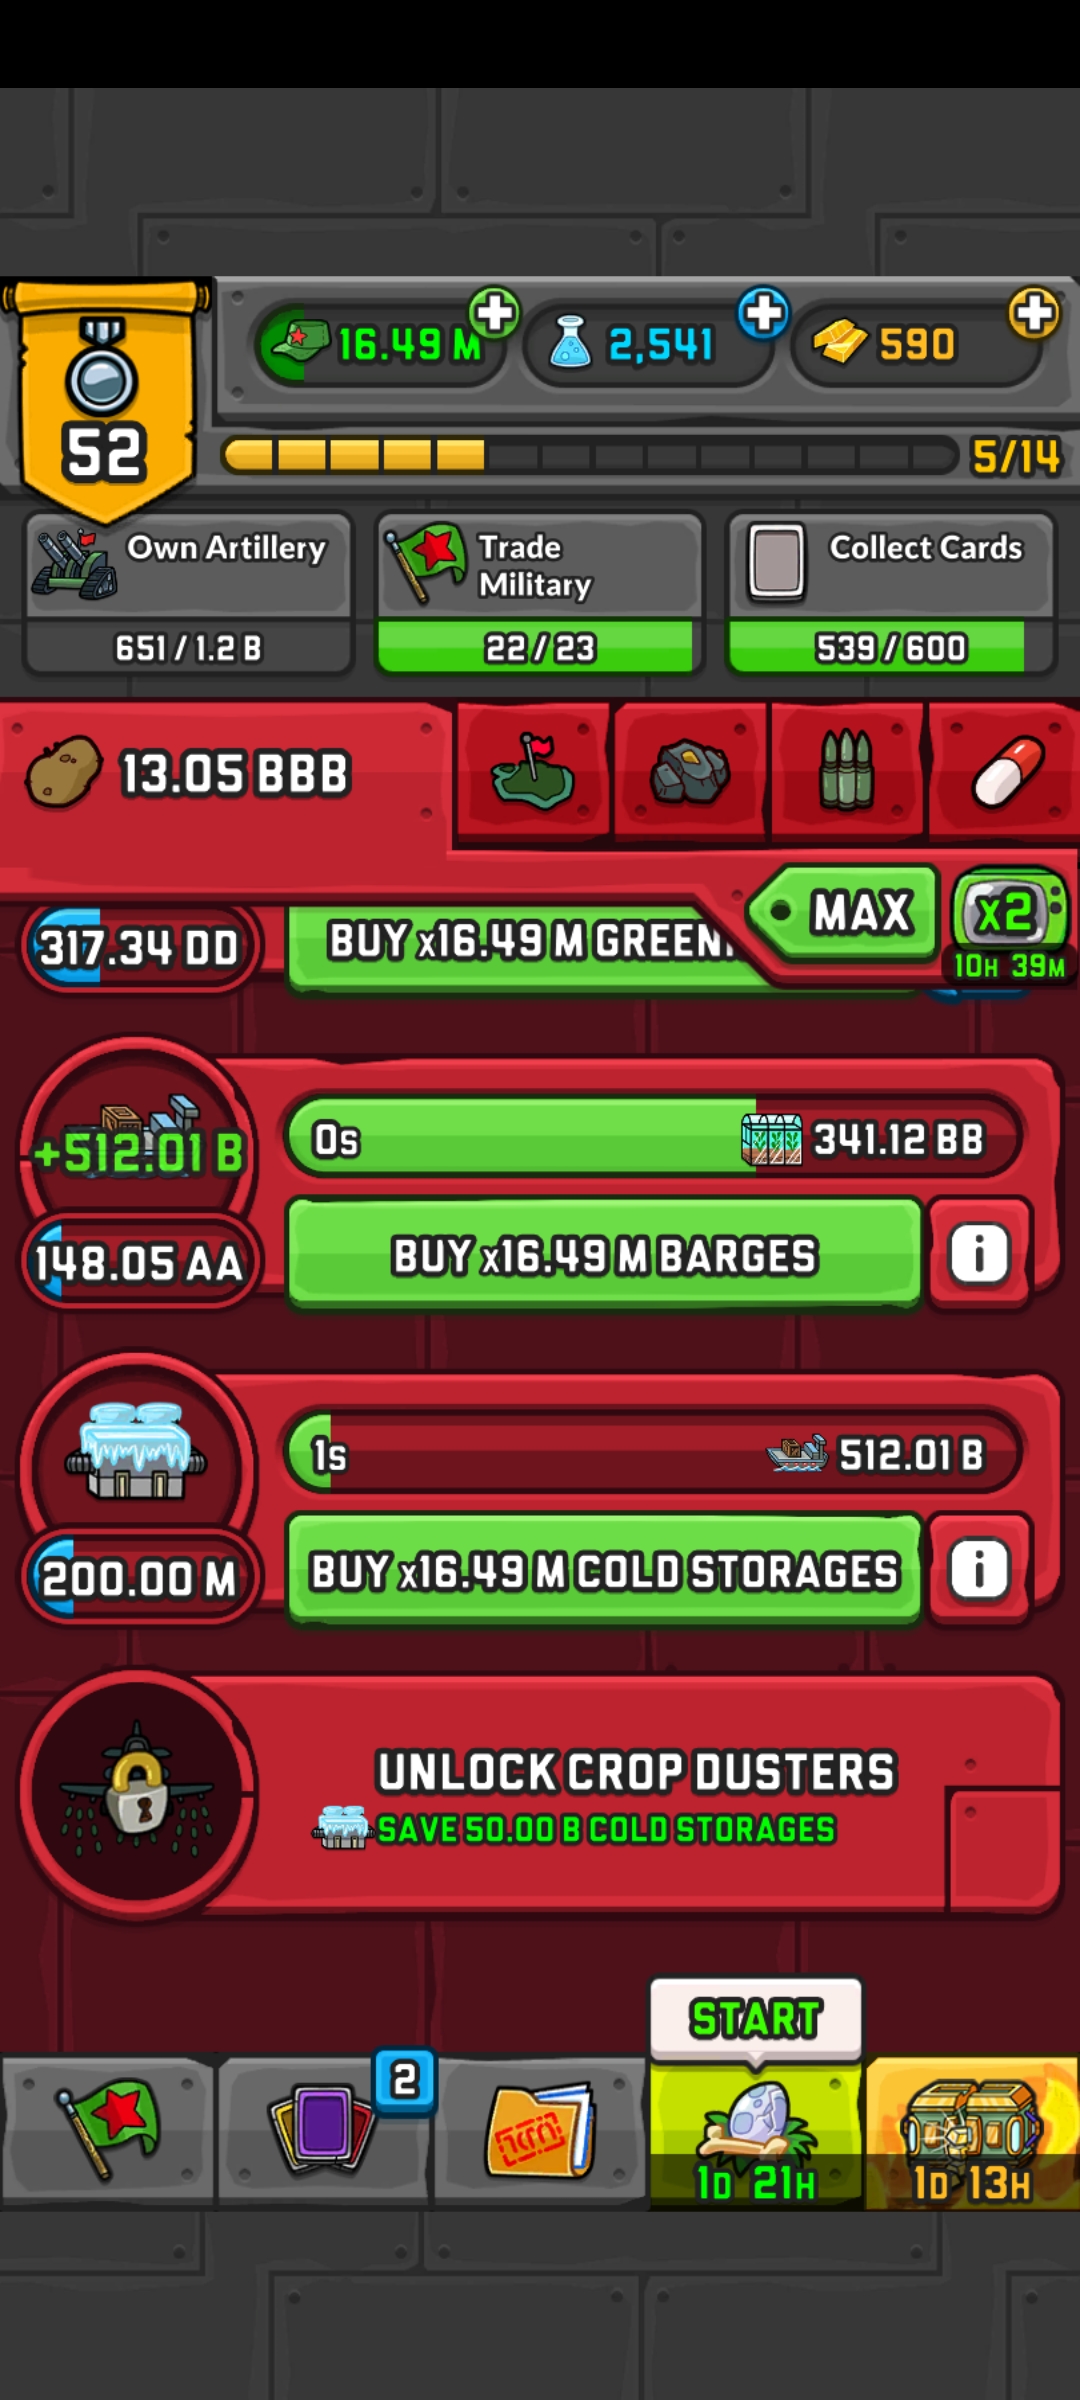 16.49 M
2,541
590
52
5/14
Own Artillery
651 / 1.2 B
Trade
Military
22 / 23
Collect Cards
539 / 600
13.05 BBB
MAX
x2
10H 39M
317.34 DD
BUY x16.49 M
+512.01 B
0s
341.12 BB
148.05 AA
BUY x16.49 M BARGES
i
1s
512.01 B
200.00 M
BUY x16.49 M COLD STORAGES
i
UNLOCK CROP DUSTERS
SAVE 50.00 B COLD STORAGES
START
2
1D 21H
1D 13H